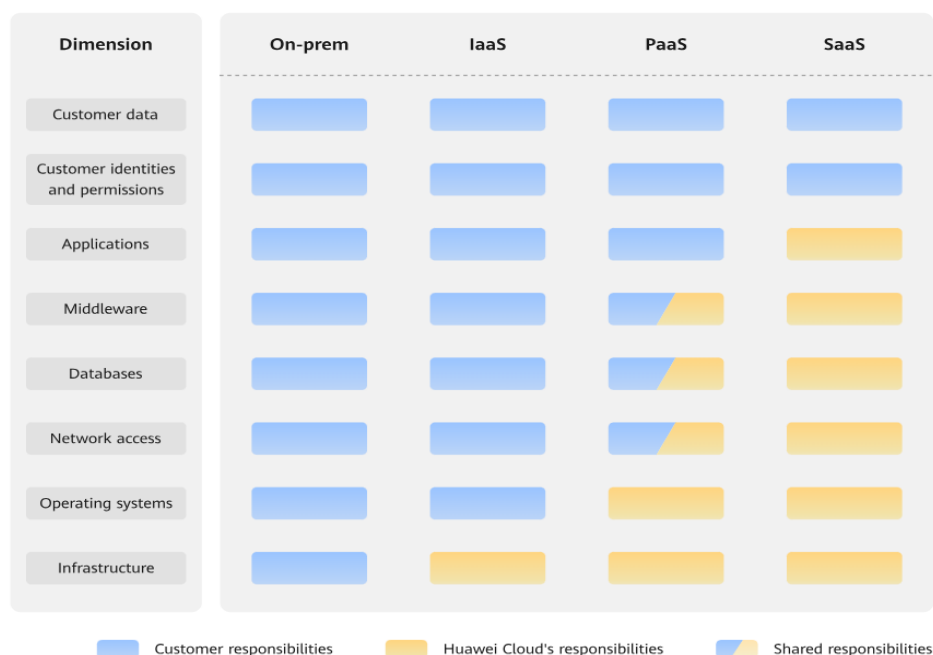 Dimension
On-prem
IaaS
PaaS
SaaS
Customer data
Customer identities
and permissions
Applications
Middleware
Databases
Network access
Operating systems
Infrastructure
Customer responsibilities
Huawei Cloud's responsibilities
Shared responsibilities